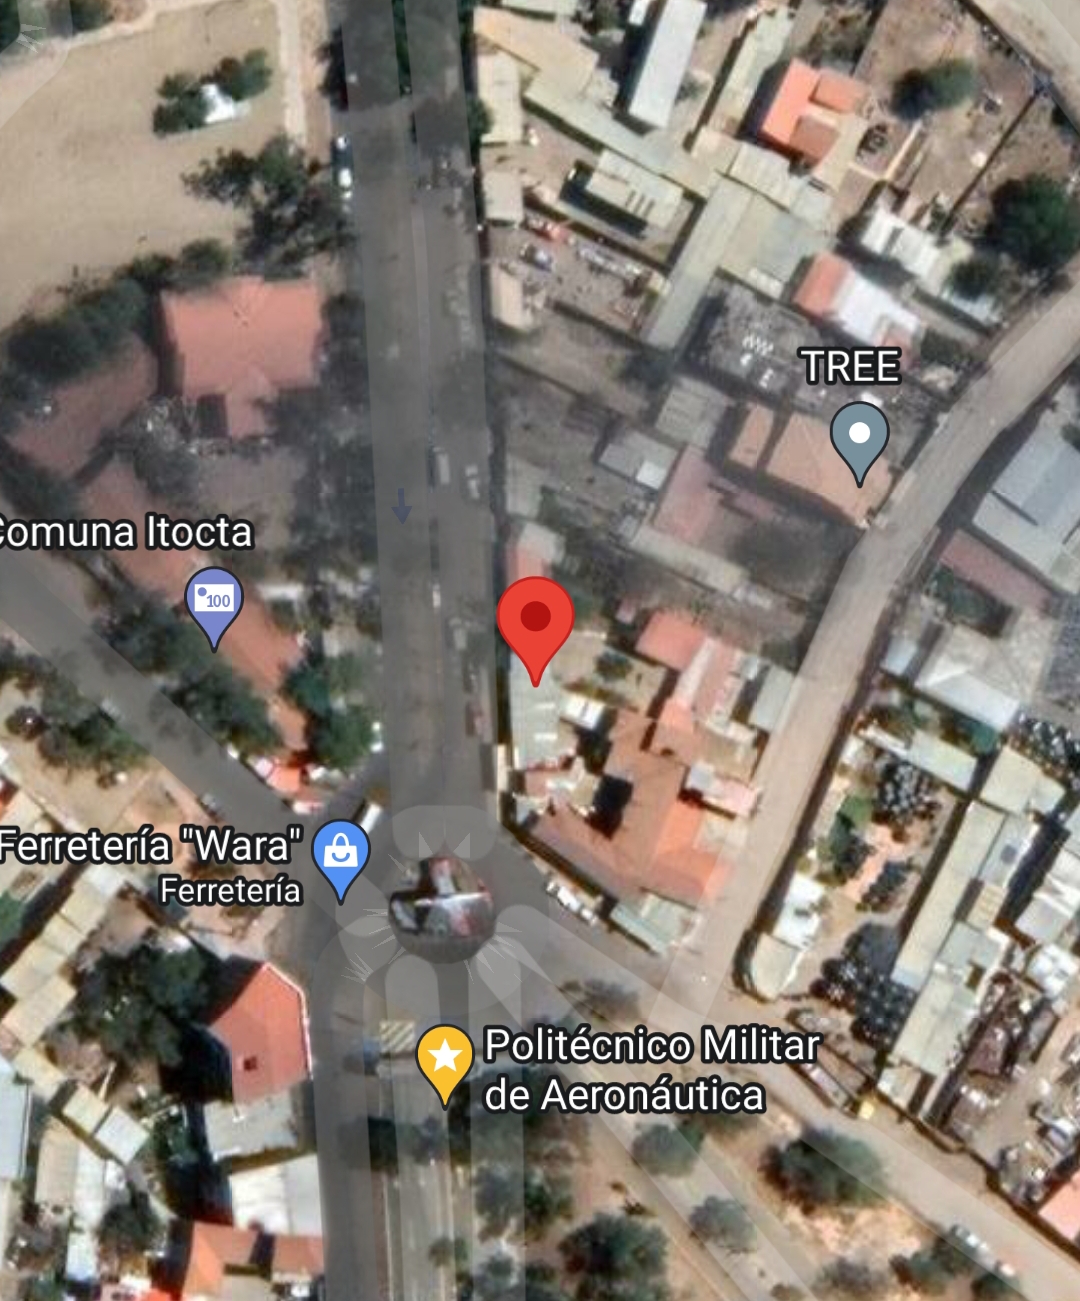 TREE
Comuna Itocta
100
Ferretería "Wara"
Ferretería
Politécnico Militar
de Aeronáutica